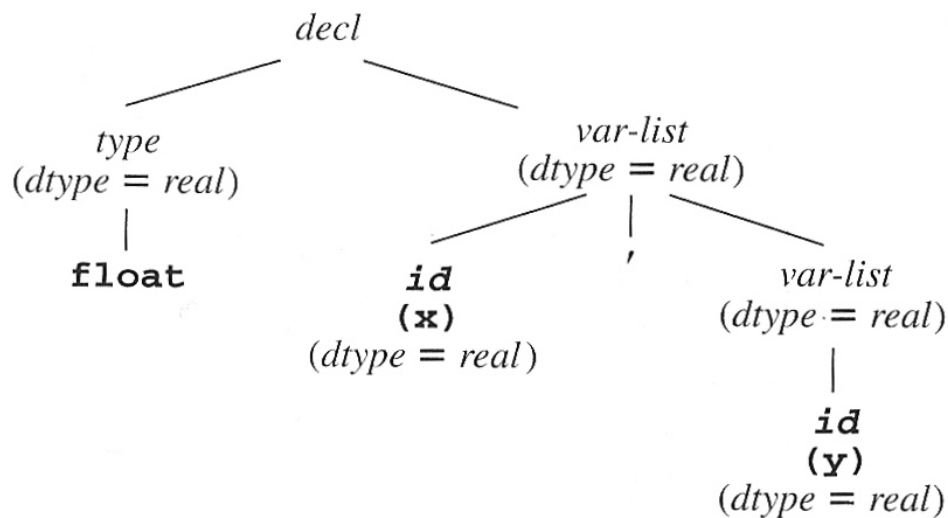 decl
type
(dtype = real)
var-list
(dtype = real)
float
id
(x)
(dtype = real)
,
var-list
(dtype = real)
id
(y)
(dtype = real)